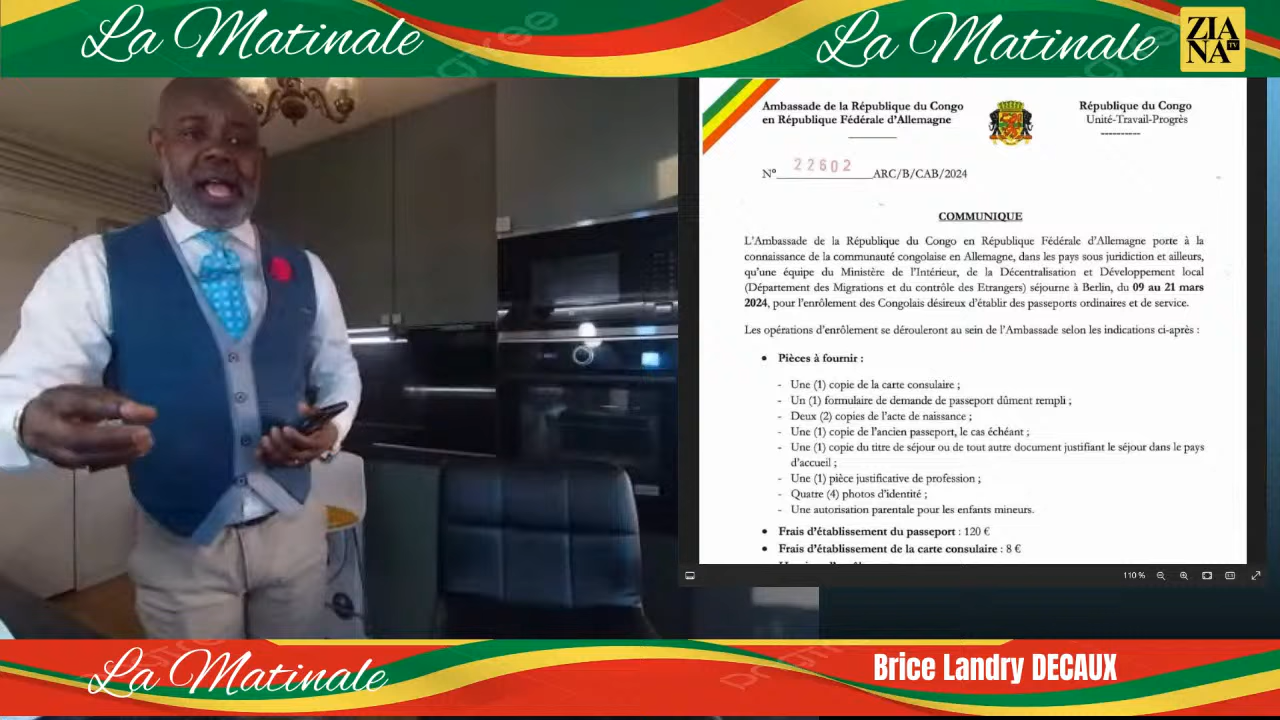 La Matinale
La Matinale
ZIA
NA TV
Ambassade de la République du Congo
en République Fédérale d'Allemagne
République du Congo
Unité-Travail-Progrès
N° 22602 ARC/B/CAB/2024
COMMUNIQUE
L'Ambassade de la République du Congo en République Fédérale d'Allemagne porte à la
connaissance de la communauté congolaise en Allemagne, dans les pays sous juridiction et ailleurs,
qu'une équipe du Ministère de l'Intérieur, de la Décentralisation et Développement local
(Département des Migrations et du contrôle des Etrangers) séjourne à Berlin, du 09 au 21 mars
2024, pour l'enrôlement des Congolais désireux d'établir des passeports ordinaires et de service.
Les opérations d'enrôlement se dérouleront au sein de l'Ambassade selon les indications ci-après :
• Pièces à fournir :
- Une (1) copie de la carte consulaire ;
- Un (1) formulaire de demande de passeport dûment rempli ;
- Deux (2) copies de l'acte de naissance ;
- Une (1) copie de l'ancien passeport, le cas échéant ;
- Une (1) copie du titre de séjour ou de tout autre document justifiant le séjour dans le pays
d'accueil ;
- Une (1) pièce justificative de profession ;
- Quatre (4) photos d'identité ;
- Une autorisation parentale pour les enfants mineurs.
• Frais d'établissement du passeport : 120 €
• Frais d'établissement de la carte consulaire : 8 €
110 %
La Matinale
Brice Landry DECAUX